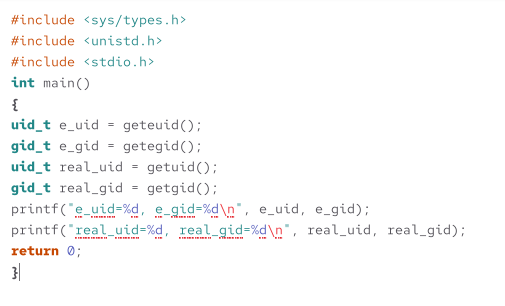 #include <sys/types.h>
#include <unistd.h>
#include <stdio.h>
int main()
{
uid_t e_uid = geteuid();
gid_t e_gid = getegid();
uid_t real_uid = getuid();
gid_t real_gid = getgid();
printf("e_uid=%d, e_gid=%d\n", e_uid, e_gid);
printf("real_uid=%d, real_gid=%d\n", real_uid, real_gid);
return 0;
}